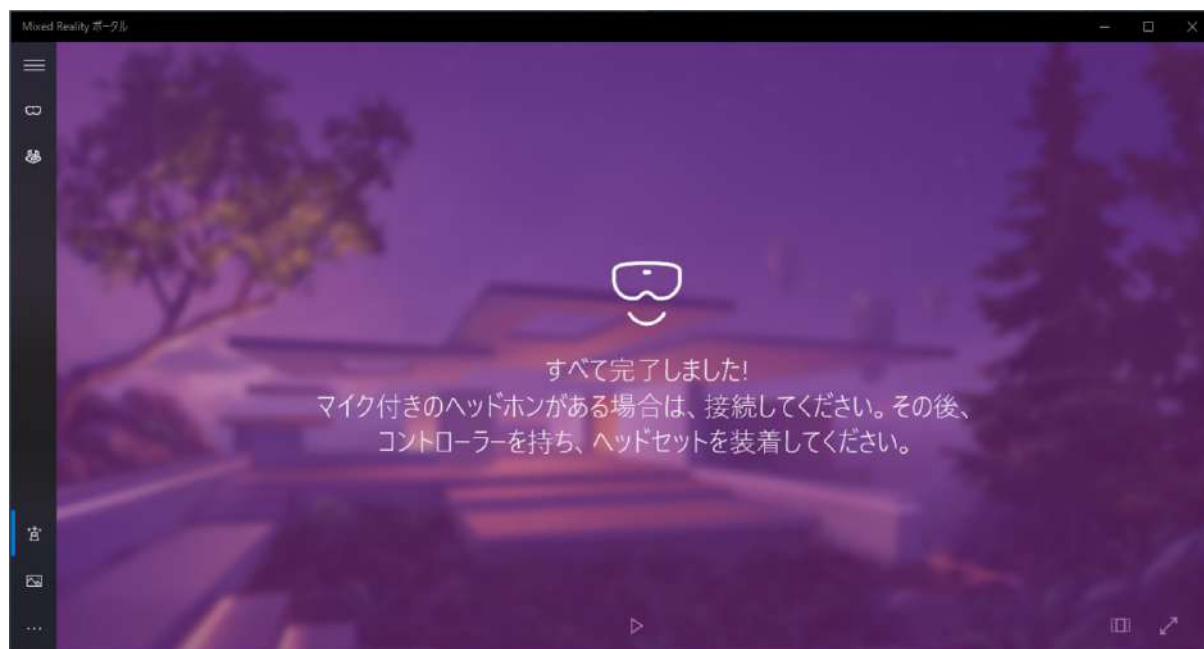 Mixed Reality ポータル
すべて完了しました!
マイク付きのヘッドホンがある場合は、接続してください。その後、
コントローラーを持ち、ヘッドセットを装着してください。